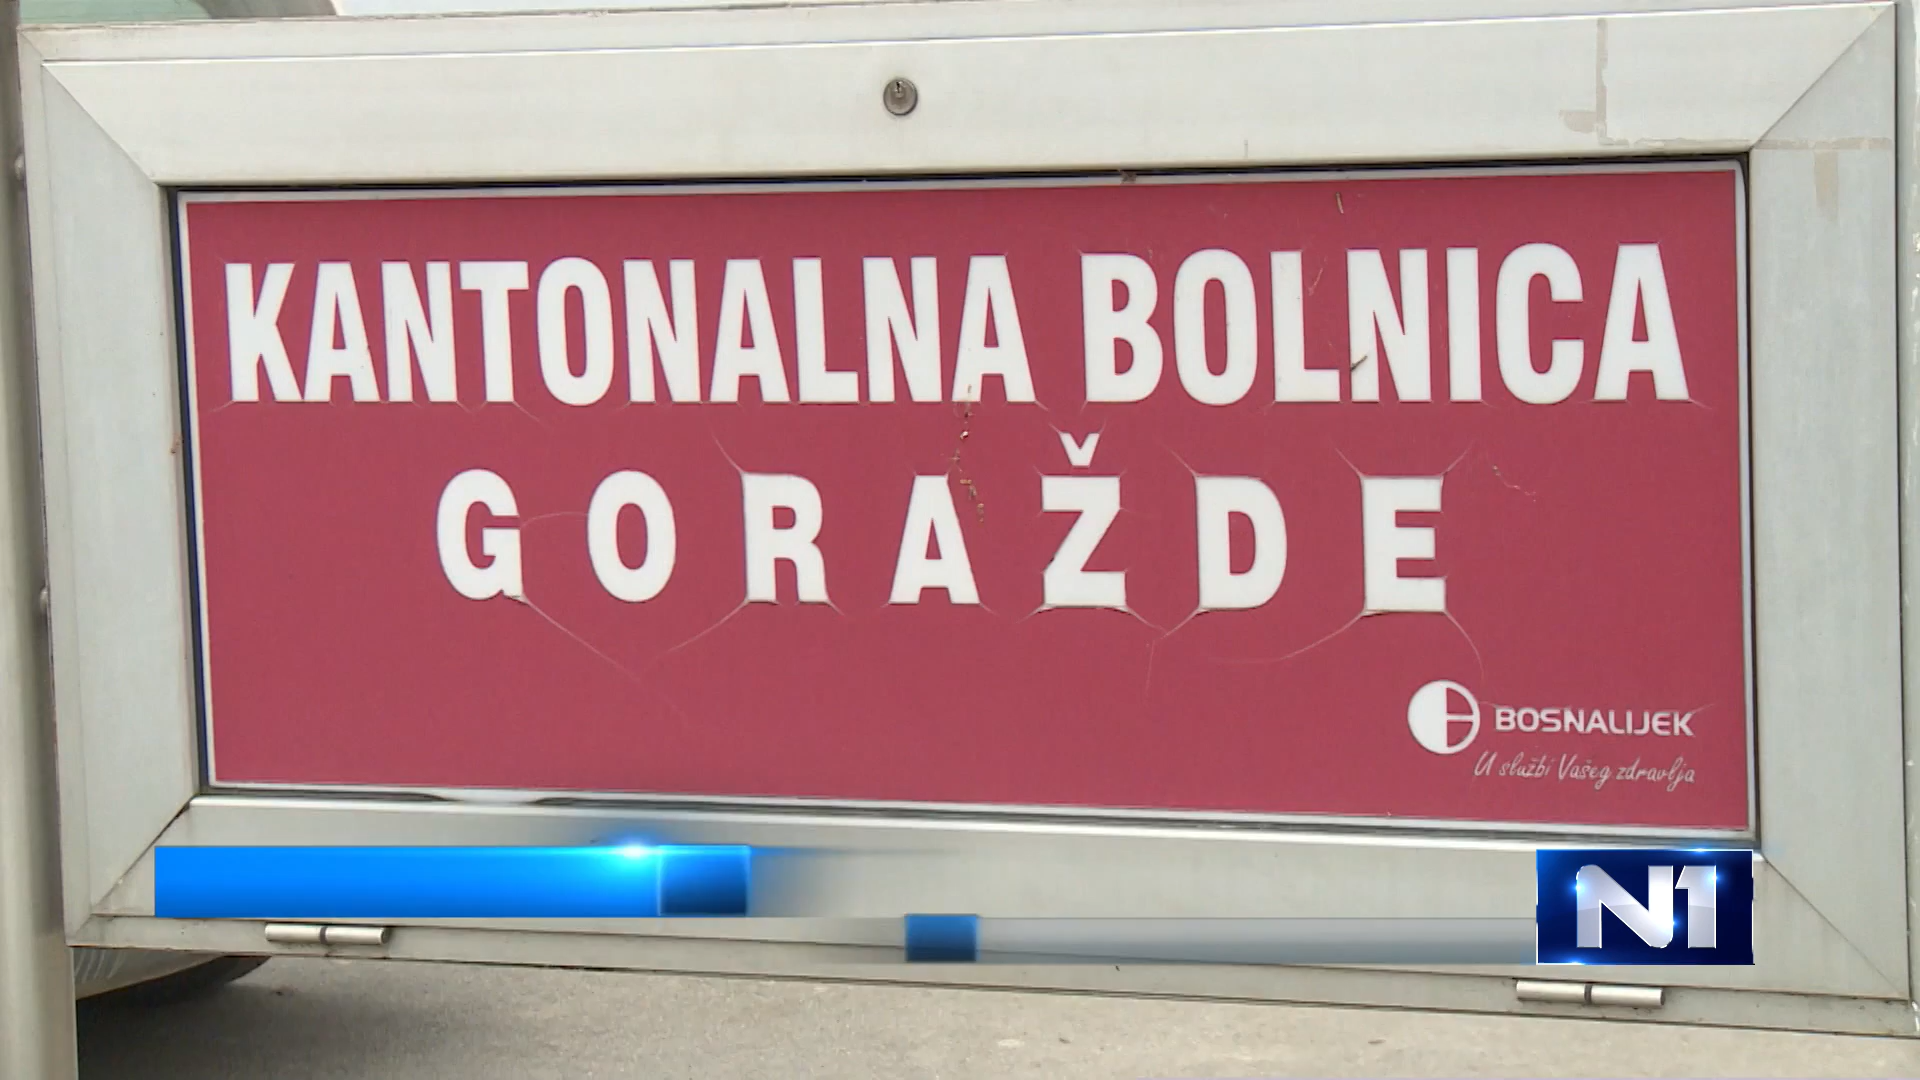 KANTONALNA BOLNICA
GORAŽDE
BOSNALIJEK
U službi Vašeg zdravlja
N1